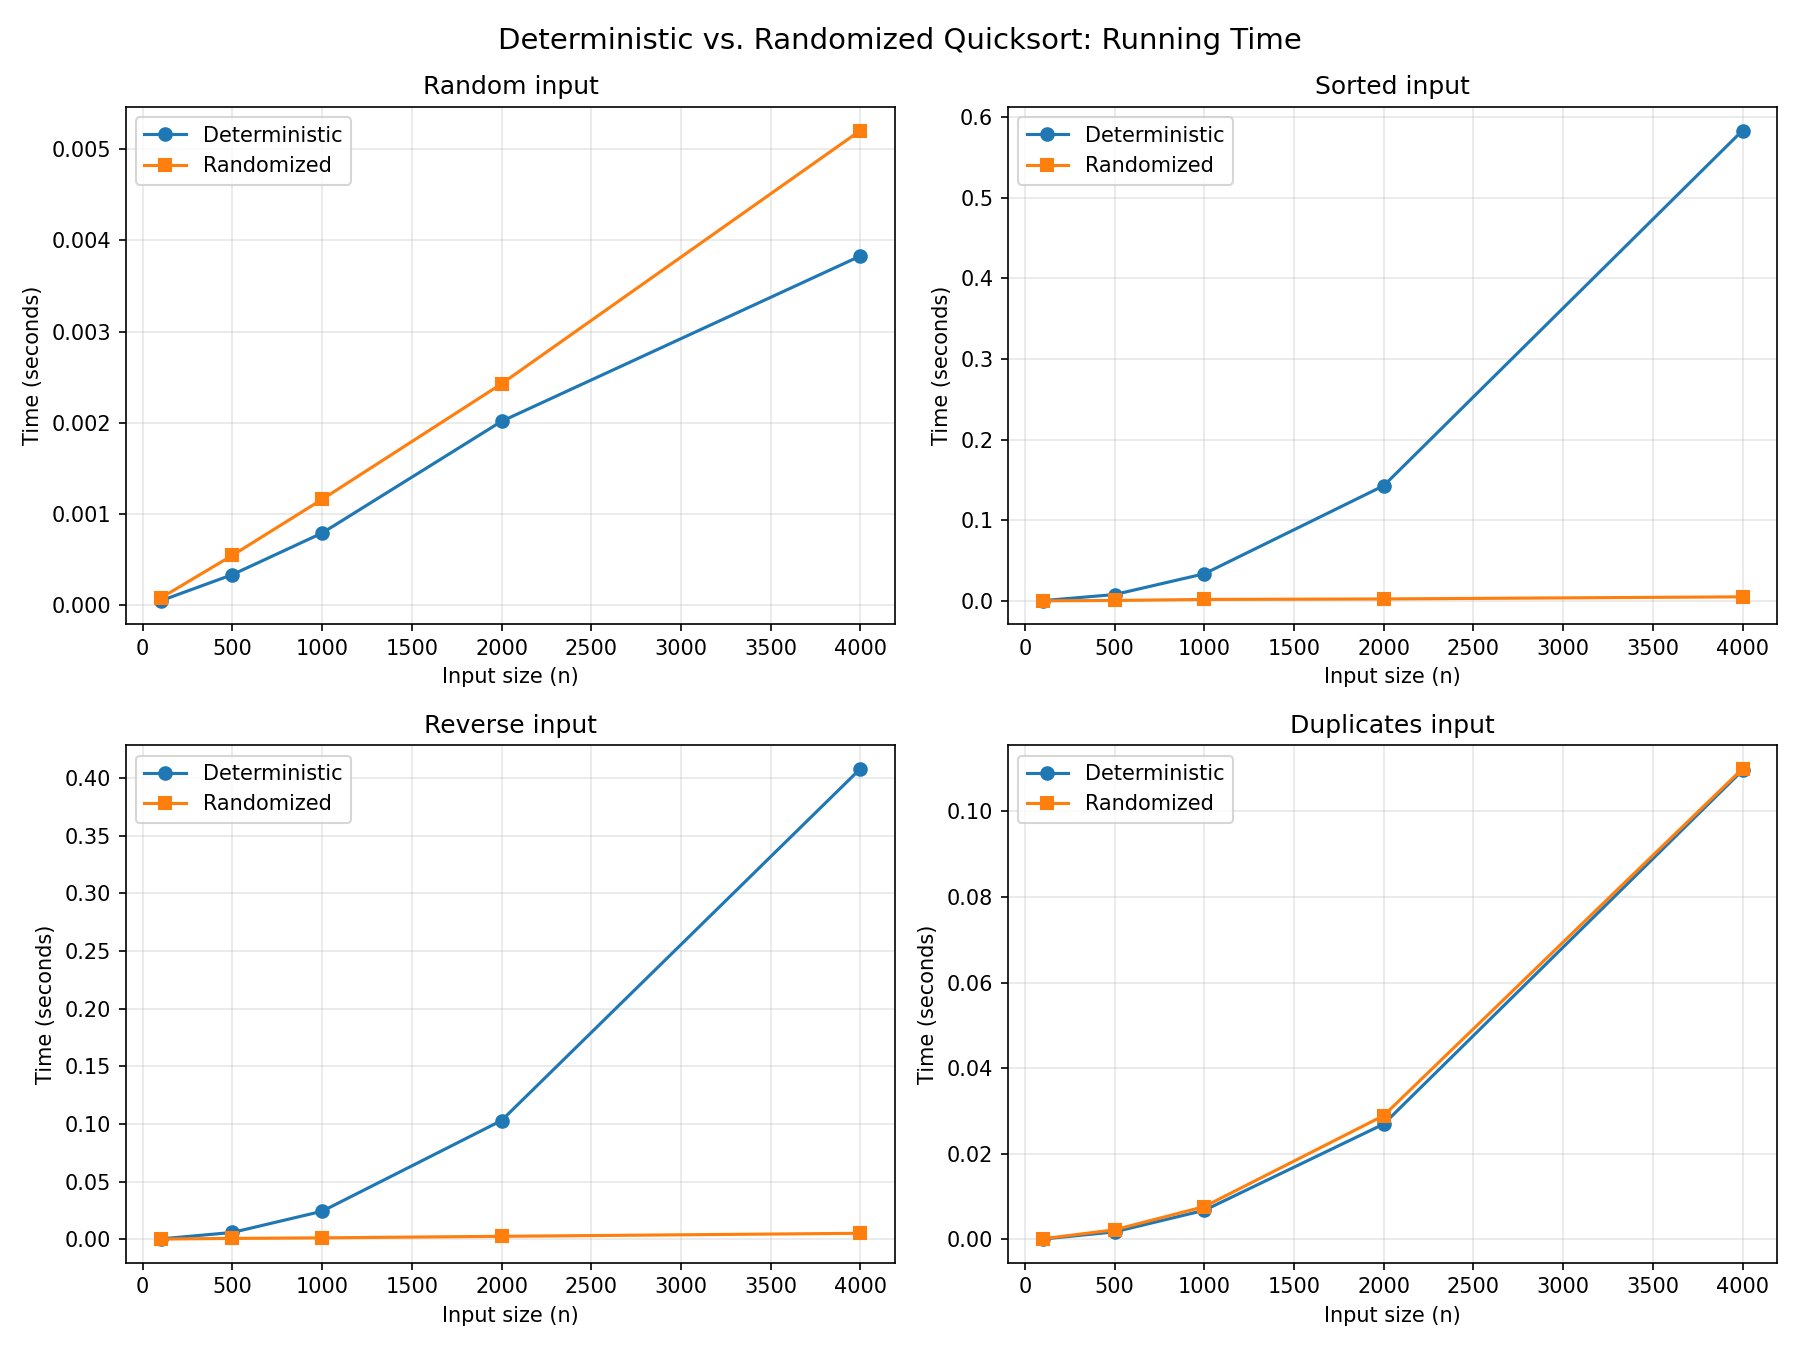 Deterministic vs. Randomized Quicksort: Running Time
Random input
Deterministic
Randomized
Time (seconds)
0.005
0.004
0.003
0.002
0.001
0.000
0 500 1000 1500 2000 2500 3000 3500 4000
Input size (n)
Sorted input
Deterministic
Randomized
Time (seconds)
0.6
0.5
0.4
0.3
0.2
0.1
0.0
0 500 1000 1500 2000 2500 3000 3500 4000
Input size (n)
Reverse input
Deterministic
Randomized
Time (seconds)
0.40
0.35
0.30
0.25
0.20
0.15
0.10
0.05
0.00
0 500 1000 1500 2000 2500 3000 3500 4000
Input size (n)
Duplicates input
Deterministic
Randomized
Time (seconds)
0.10
0.08
0.06
0.04
0.02
0.00
0 500 1000 1500 2000 2500 3000 3500 4000
Input size (n)